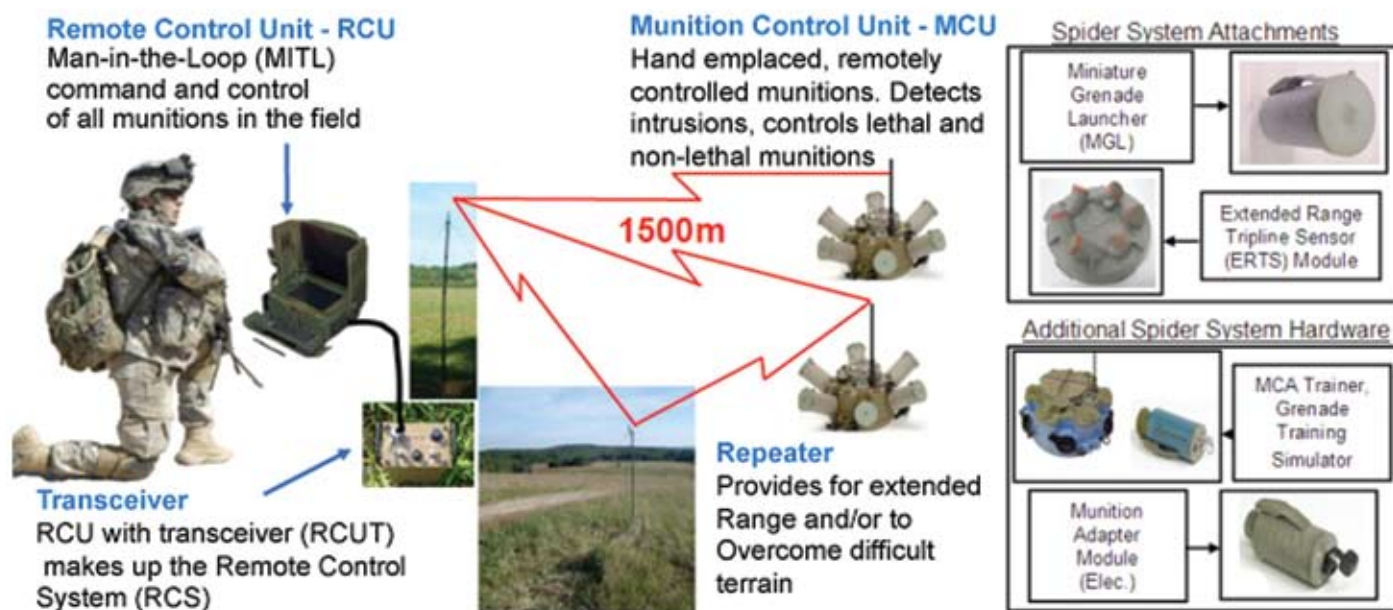 Remote Control Unit - RCU
Man-in-the-Loop (MITL)
command and control
of all munitions in the field
Munition Control Unit - MCU
Hand emplaced, remotely
controlled munitions. Detects
intrusions, controls lethal and
non-lethal munitions
1500m
Transceiver
RCU with transceiver (RCUT)
makes up the Remote Control
System (RCS)
Repeater
Provides for extended
Range and/or to
Overcome difficult
terrain
Spider System Attachments
Miniature
Grenade
Launcher
(MGL)
Extended Range
Tripline Sensor
(ERTS) Module
Additional Spider System Hardware
MCA Trainer,
Grenade
Training
Simulator
Munition
Adapter
Module
(Elec.)